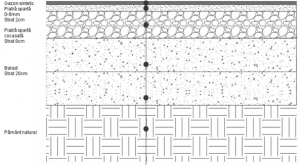 Gazon sintetic
Piatră spartă
0-8mm
Strat 2cm
Piatră spartă
concasată
Strat 8cm
Balast
Strat 20cm
Pământ natural